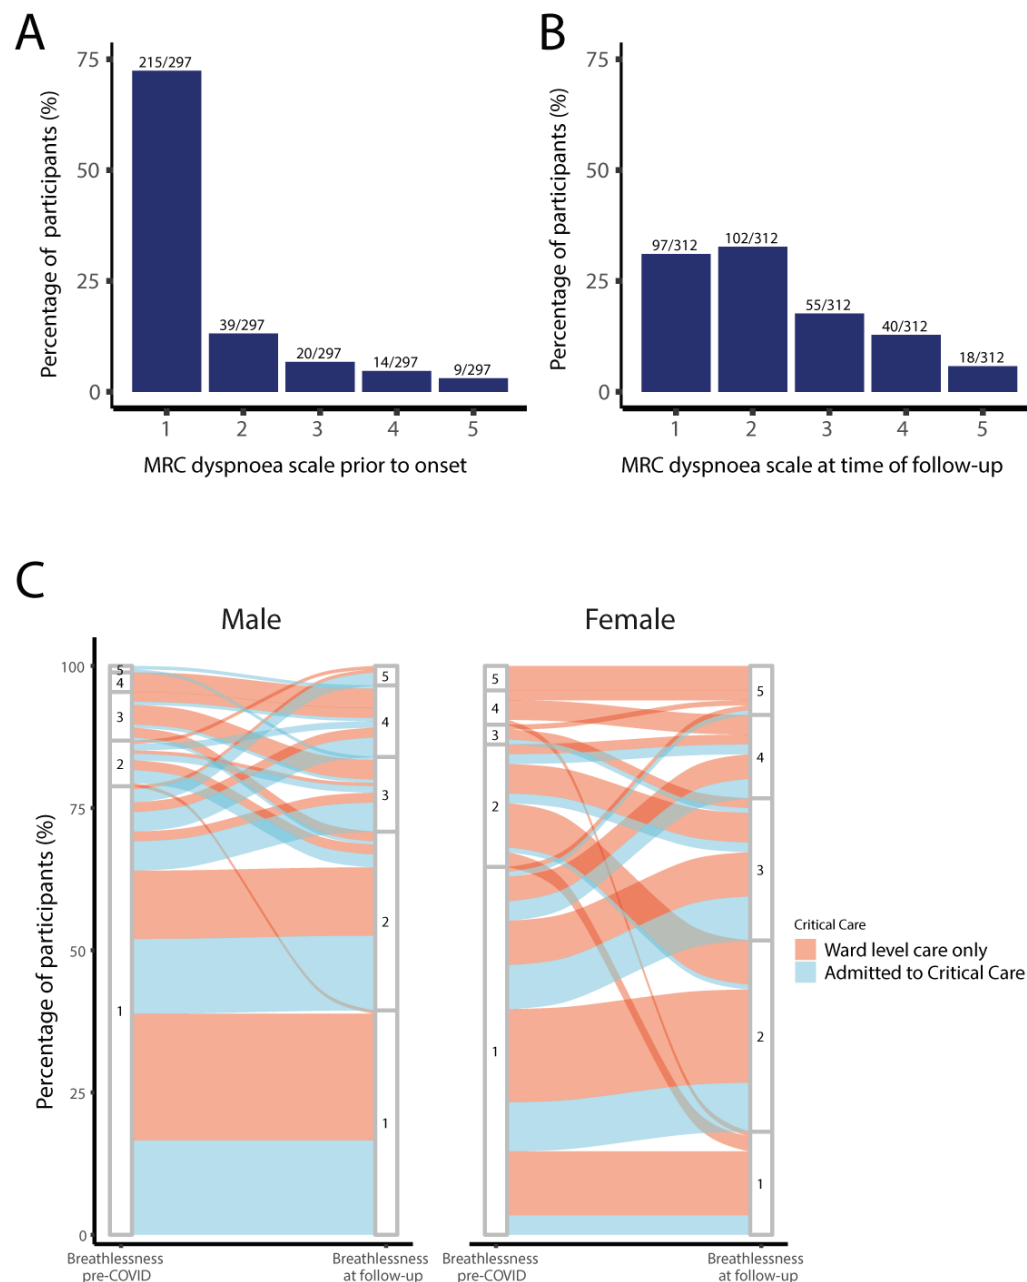 A
B
75
50
25
0
Percentage of participants (%)
215/297
39/297
20/297
14/297
9/297
1 2 3 4 5
MRC dyspnoea scale prior to onset
75
50
25
0
Percentage of participants (%)
97/312
102/312
55/312
40/312
18/312
1 2 3 4 5
MRC dyspnoea scale at time of follow-up
C
Male
Female
100
75
50
25
0
Percentage of participants (%)
5
4
3
2
1
5
4
3
2
1
Breathlessness
pre-COVID
Breathlessness
at follow-up
5
4
3
2
1
5
4
3
2
1
Breathlessness
pre-COVID
Breathlessness
at follow-up
Critical Care
Ward level care only
Admitted to Critical Care